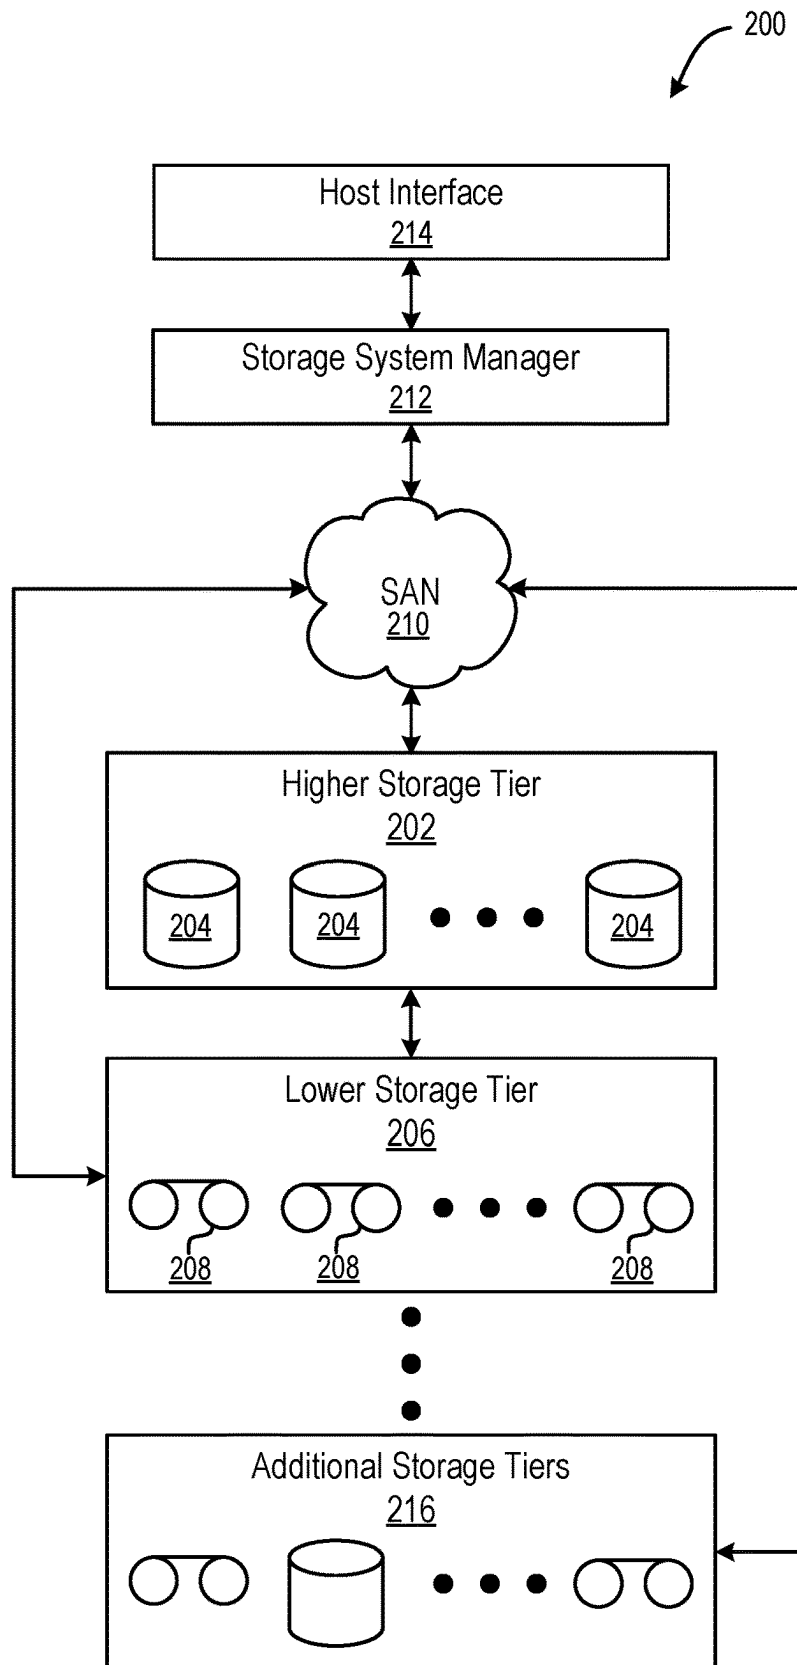 200
Host Interface
214
Storage System Manager
212
SAN
210
Higher Storage Tier
202
204 204 204
Lower Storage Tier
206
208 208 208
Additional Storage Tiers
216